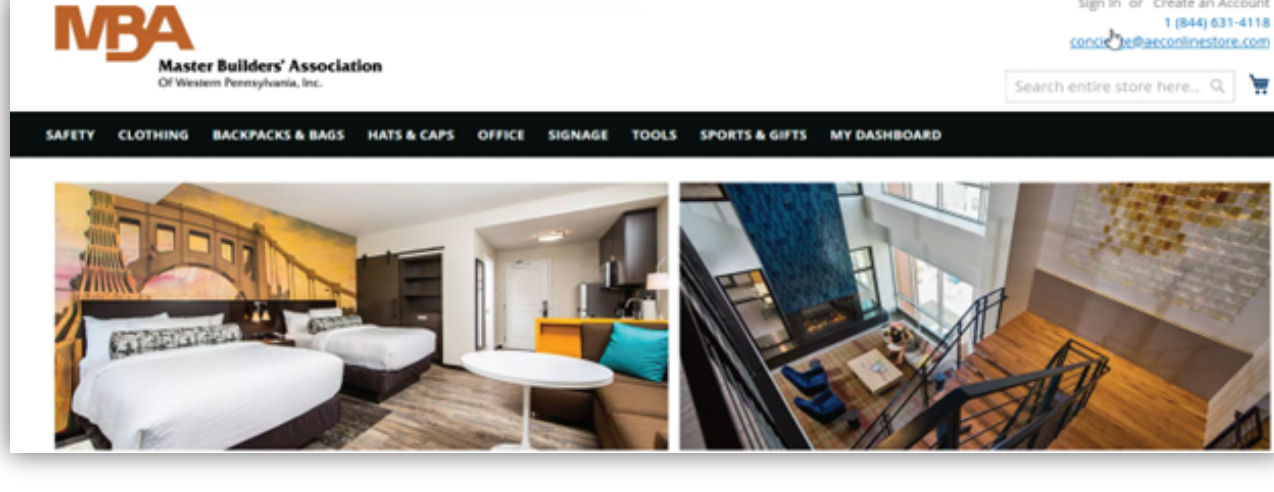 Sign In or Create an Account
1 (844) 631-4118
MBA
Master Builders' Association
Of Western Pennsylvania, Inc.
@aeconlinestore.com
Search entire store here...
SAFETY CLOTHING BACKPACKS & BAGS HATS & CAPS OFFICE SIGNAGE TOOLS SPORTS & GIFTS MY DASHBOARD